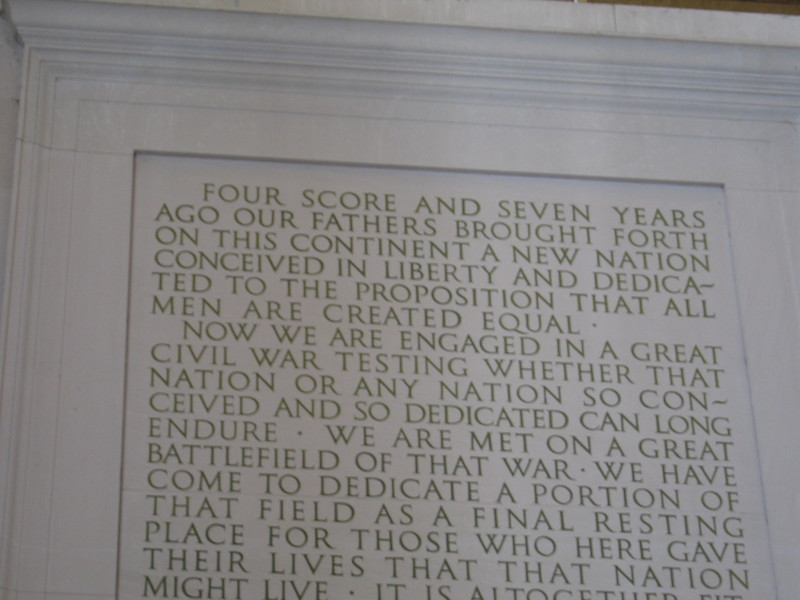 FOUR SCORE AND SEVEN YEARS
AGO OUR FATHERS BROUGHT FORTH
ON THIS CONTINENT A NEW NATION
CONCEIVED IN LIBERTY AND DEDICA~
TED TO THE PROPOSITION THAT ALL
MEN ARE CREATED EQUAL ·
NOW WE ARE ENGAGED IN A GREAT
CIVIL WAR TESTING WHETHER THAT
NATION OR ANY NATION SO CON~
CEIVED AND SO DEDICATED CAN LONG
ENDURE · WE ARE MET ON A GREAT
BATTLEFIELD OF THAT WAR · WE HAVE
COME TO DEDICATE A PORTION OF
THAT FIELD AS A FINAL RESTING
PLACE FOR THOSE WHO HERE GAVE
THEIR LIVES THAT THAT NATION
MIGHT LIVE · IT IS ALTOGETHER FIT